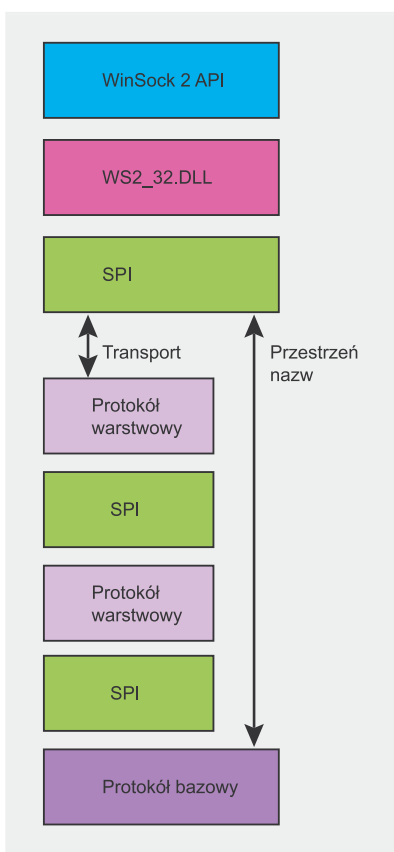 WinSock 2 API
WS2_32.DLL
SPI
Transport
Przestrzeń
nazw
Protokół
warstwowy
SPI
Protokół
warstwowy
SPI
Protokół bazowy